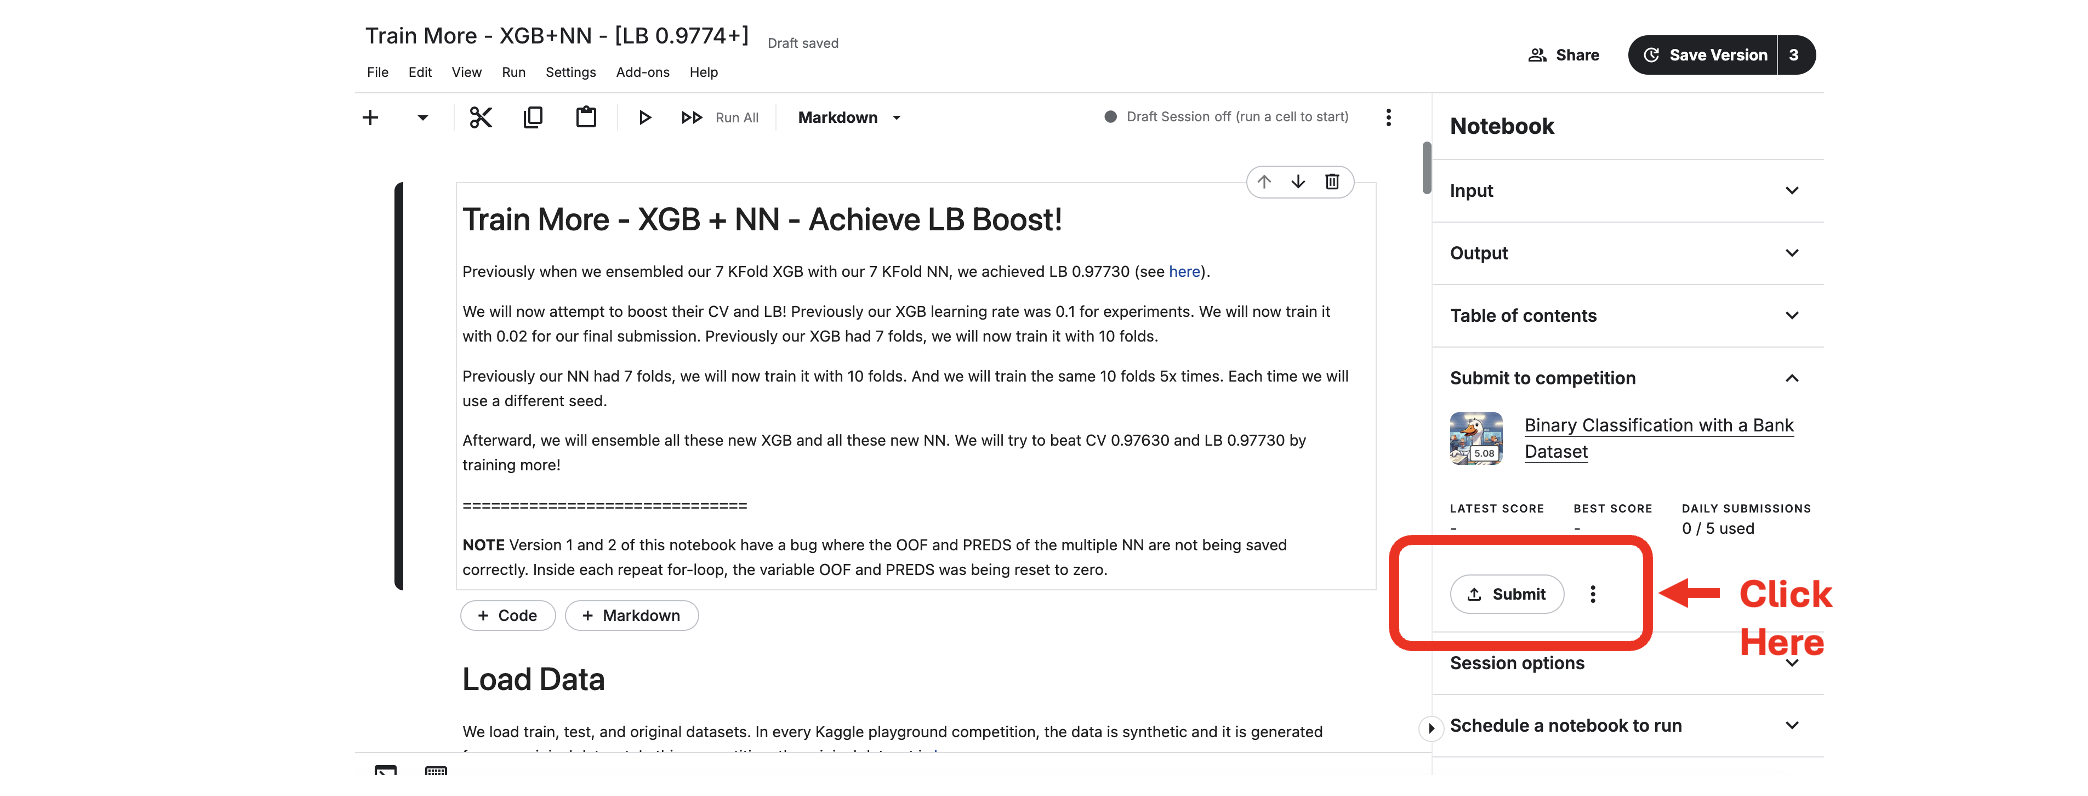 Train More - XGB+NN - [LB 0.9774+]
Draft saved
File Edit View Run Settings Add-ons Help
Share
Save Version 3
Run All
Markdown
Draft Session off (run a cell to start)
Train More - XGB + NN - Achieve LB Boost!
Previously when we ensembled our 7 KFold XGB with our 7 KFold NN, we achieved LB 0.97730 (see here).
We will now attempt to boost their CV and LB! Previously our XGB learning rate was 0.1 for experiments. We will now train it
with 0.02 for our final submission. Previously our XGB had 7 folds, we will now train it with 10 folds.
Previously our NN had 7 folds, we will now train it with 10 folds. And we will train the same 10 folds 5x times. Each time we will
use a different seed.
Afterward, we will ensemble all these new XGB and all these new NN. We will try to beat CV 0.97630 and LB 0.97730 by
training more!
==============================
NOTE Version 1 and 2 of this notebook have a bug where the OOF and PREDS of the multiple NN are not being saved
correctly. Inside each repeat for-loop, the variable OOF and PREDS was being reset to zero.
+ Code
+ Markdown
Load Data
We load train, test, and original datasets. In every Kaggle playground competition, the data is synthetic and it is generated
Notebook
Input
Output
Table of contents
Submit to competition
5.08
Binary Classification with a Bank
Dataset
LATEST SCORE
-
BEST SCORE
-
DAILY SUBMISSIONS
0 / 5 used
Submit
Click
Here
Session options
Schedule a notebook to run